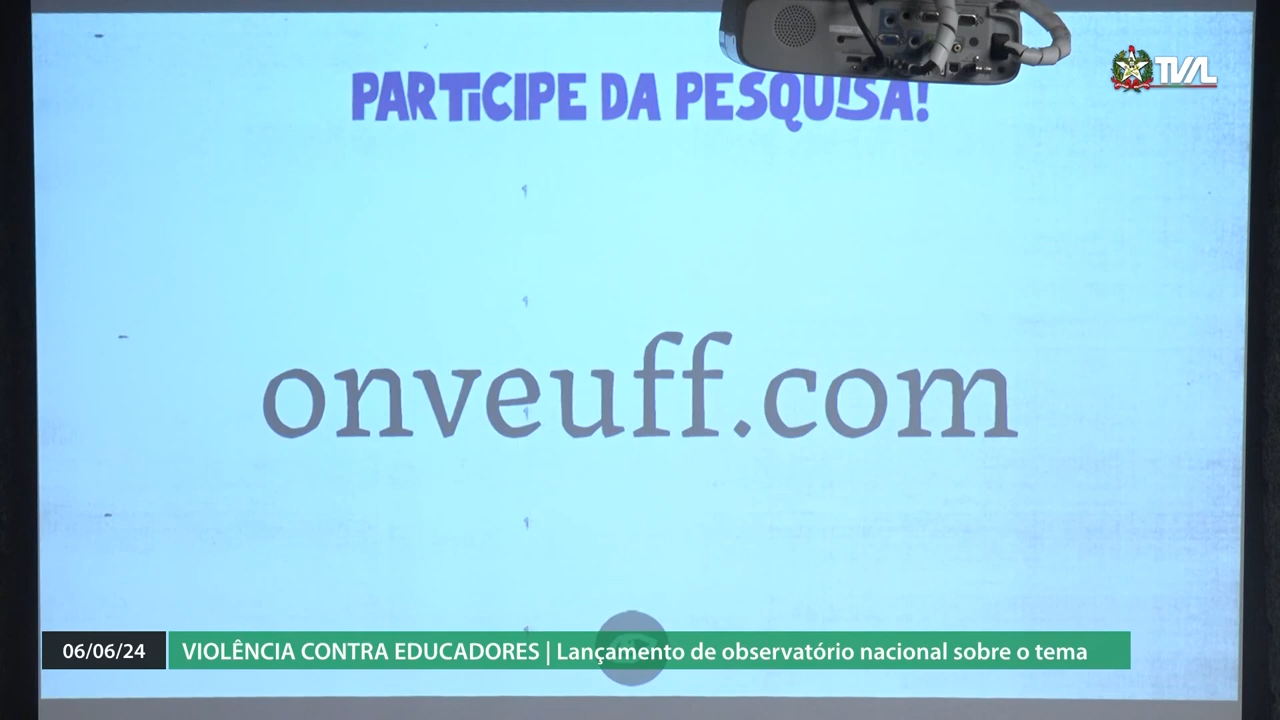 TVAL
PARTICIPE DA PESQUISA!
onveuff.com
06/06/24
VIOLÊNCIA CONTRA EDUCADORES | Lançamento de observatório nacional sobre o tema